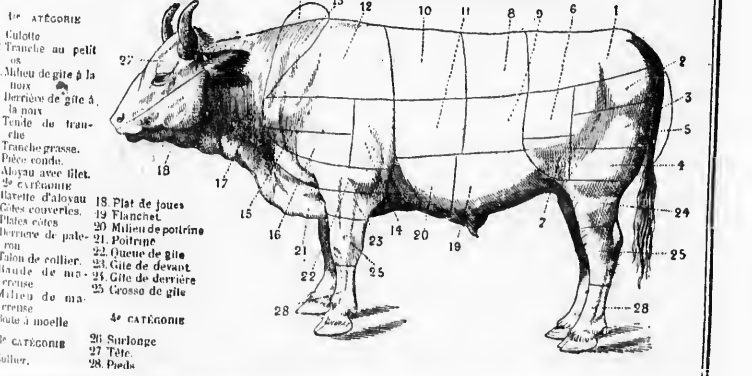 1re CATÉGORIE
Culotte
Tranche au petit
os
Milieu de gîte à la
noix
Derrière de gîte à
la noix
Tende de tran-
che
Tranche grasse.
Pièce ronde.
Aloyau avec filet.
2e CATÉGORIE
Bavette d'aloyau
Côtes couvertes.
Plates côtes
Derrière de pale-
ron
Talon de collier.
Bande de ma-
creuse
Milieu de ma-
creuse
Boîte à moelle
3e CATÉGORIE
Collier.
18. Plat de joues
19 Flanchet
20 Milieu de poitrine
21. Poitrine
22. Queue de gîte
23. Gîte de devant
24. Gîte de derrière
25 Crosse de gîte
4e CATÉGORIE
26 Surlonge
27 Tête.
28. Pieds
13
12
10
11
8
9
6
1
2
3
5
4
24
25
28
27
18
17
15
16
21
22
23
25
28
14
20
19
7